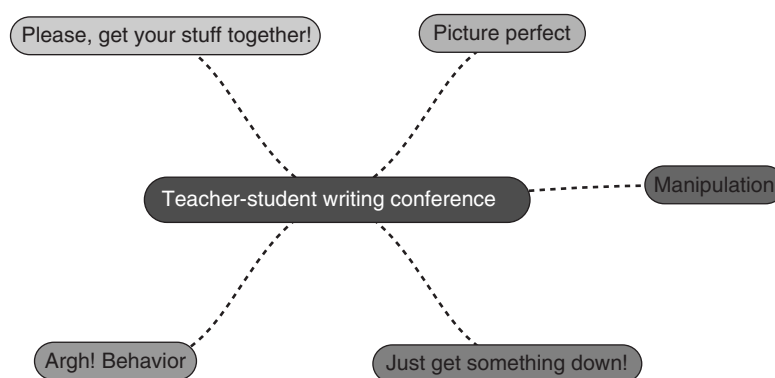 Please, get your stuff together!
Picture perfect
Manipulation
Teacher-student writing conference
Argh! Behavior
Just get something down!